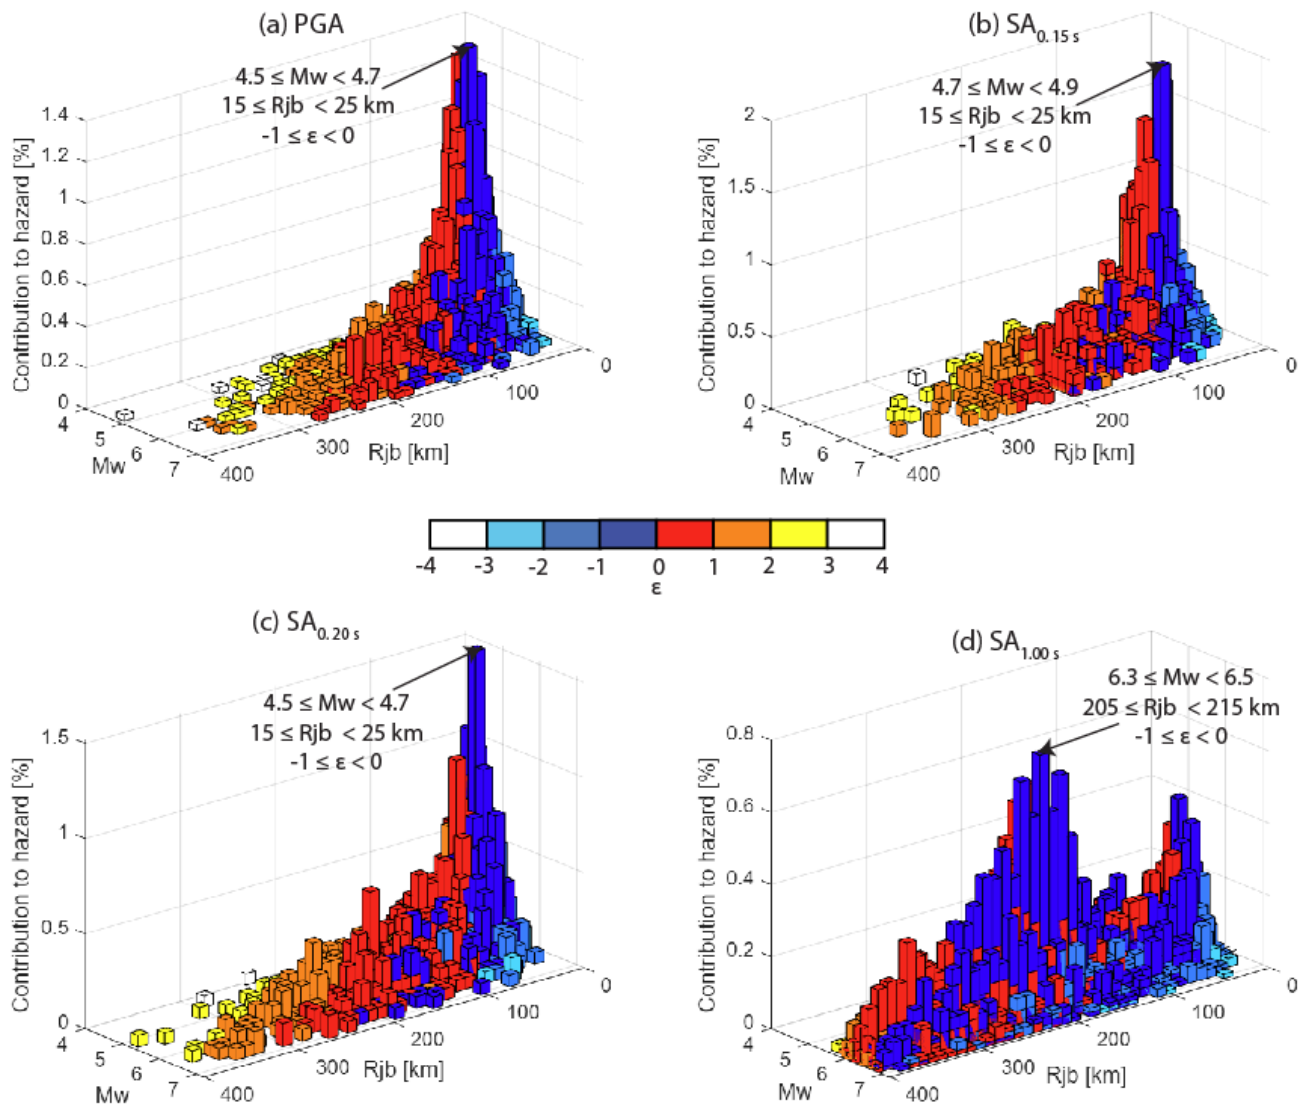 (a) PGA
4.5 ≤ Mw < 4.7
15 ≤ Rjb < 25 km
-1 ≤ ε < 0
Contribution to hazard [%]
1.4
1.2
1
0.8
0.6
0.4
0.2
0
4
5
6
7
Mw
400
300
200
100
0
Rjb [km]
(b) SA0.15 s
4.7 ≤ Mw < 4.9
15 ≤ Rjb < 25 km
-1 ≤ ε < 0
Contribution to hazard [%]
2
1.5
1
0.5
0
4
5
6
7
Mw
400
300
200
100
0
Rjb [km]
-4 -3 -2 -1 0 1 2 3 4
ε
(c) SA0.20 s
4.5 ≤ Mw < 4.7
15 ≤ Rjb < 25 km
-1 ≤ ε < 0
Contribution to hazard [%]
1.5
1
0.5
0
4
5
6
7
Mw
400
300
200
100
0
Rjb [km]
(d) SA1.00 s
6.3 ≤ Mw < 6.5
205 ≤ Rjb < 215 km
-1 ≤ ε < 0
Contribution to hazard [%]
0.8
0.6
0.4
0.2
0
4
5
6
7
Mw
400
300
200
100
0
Rjb [km]